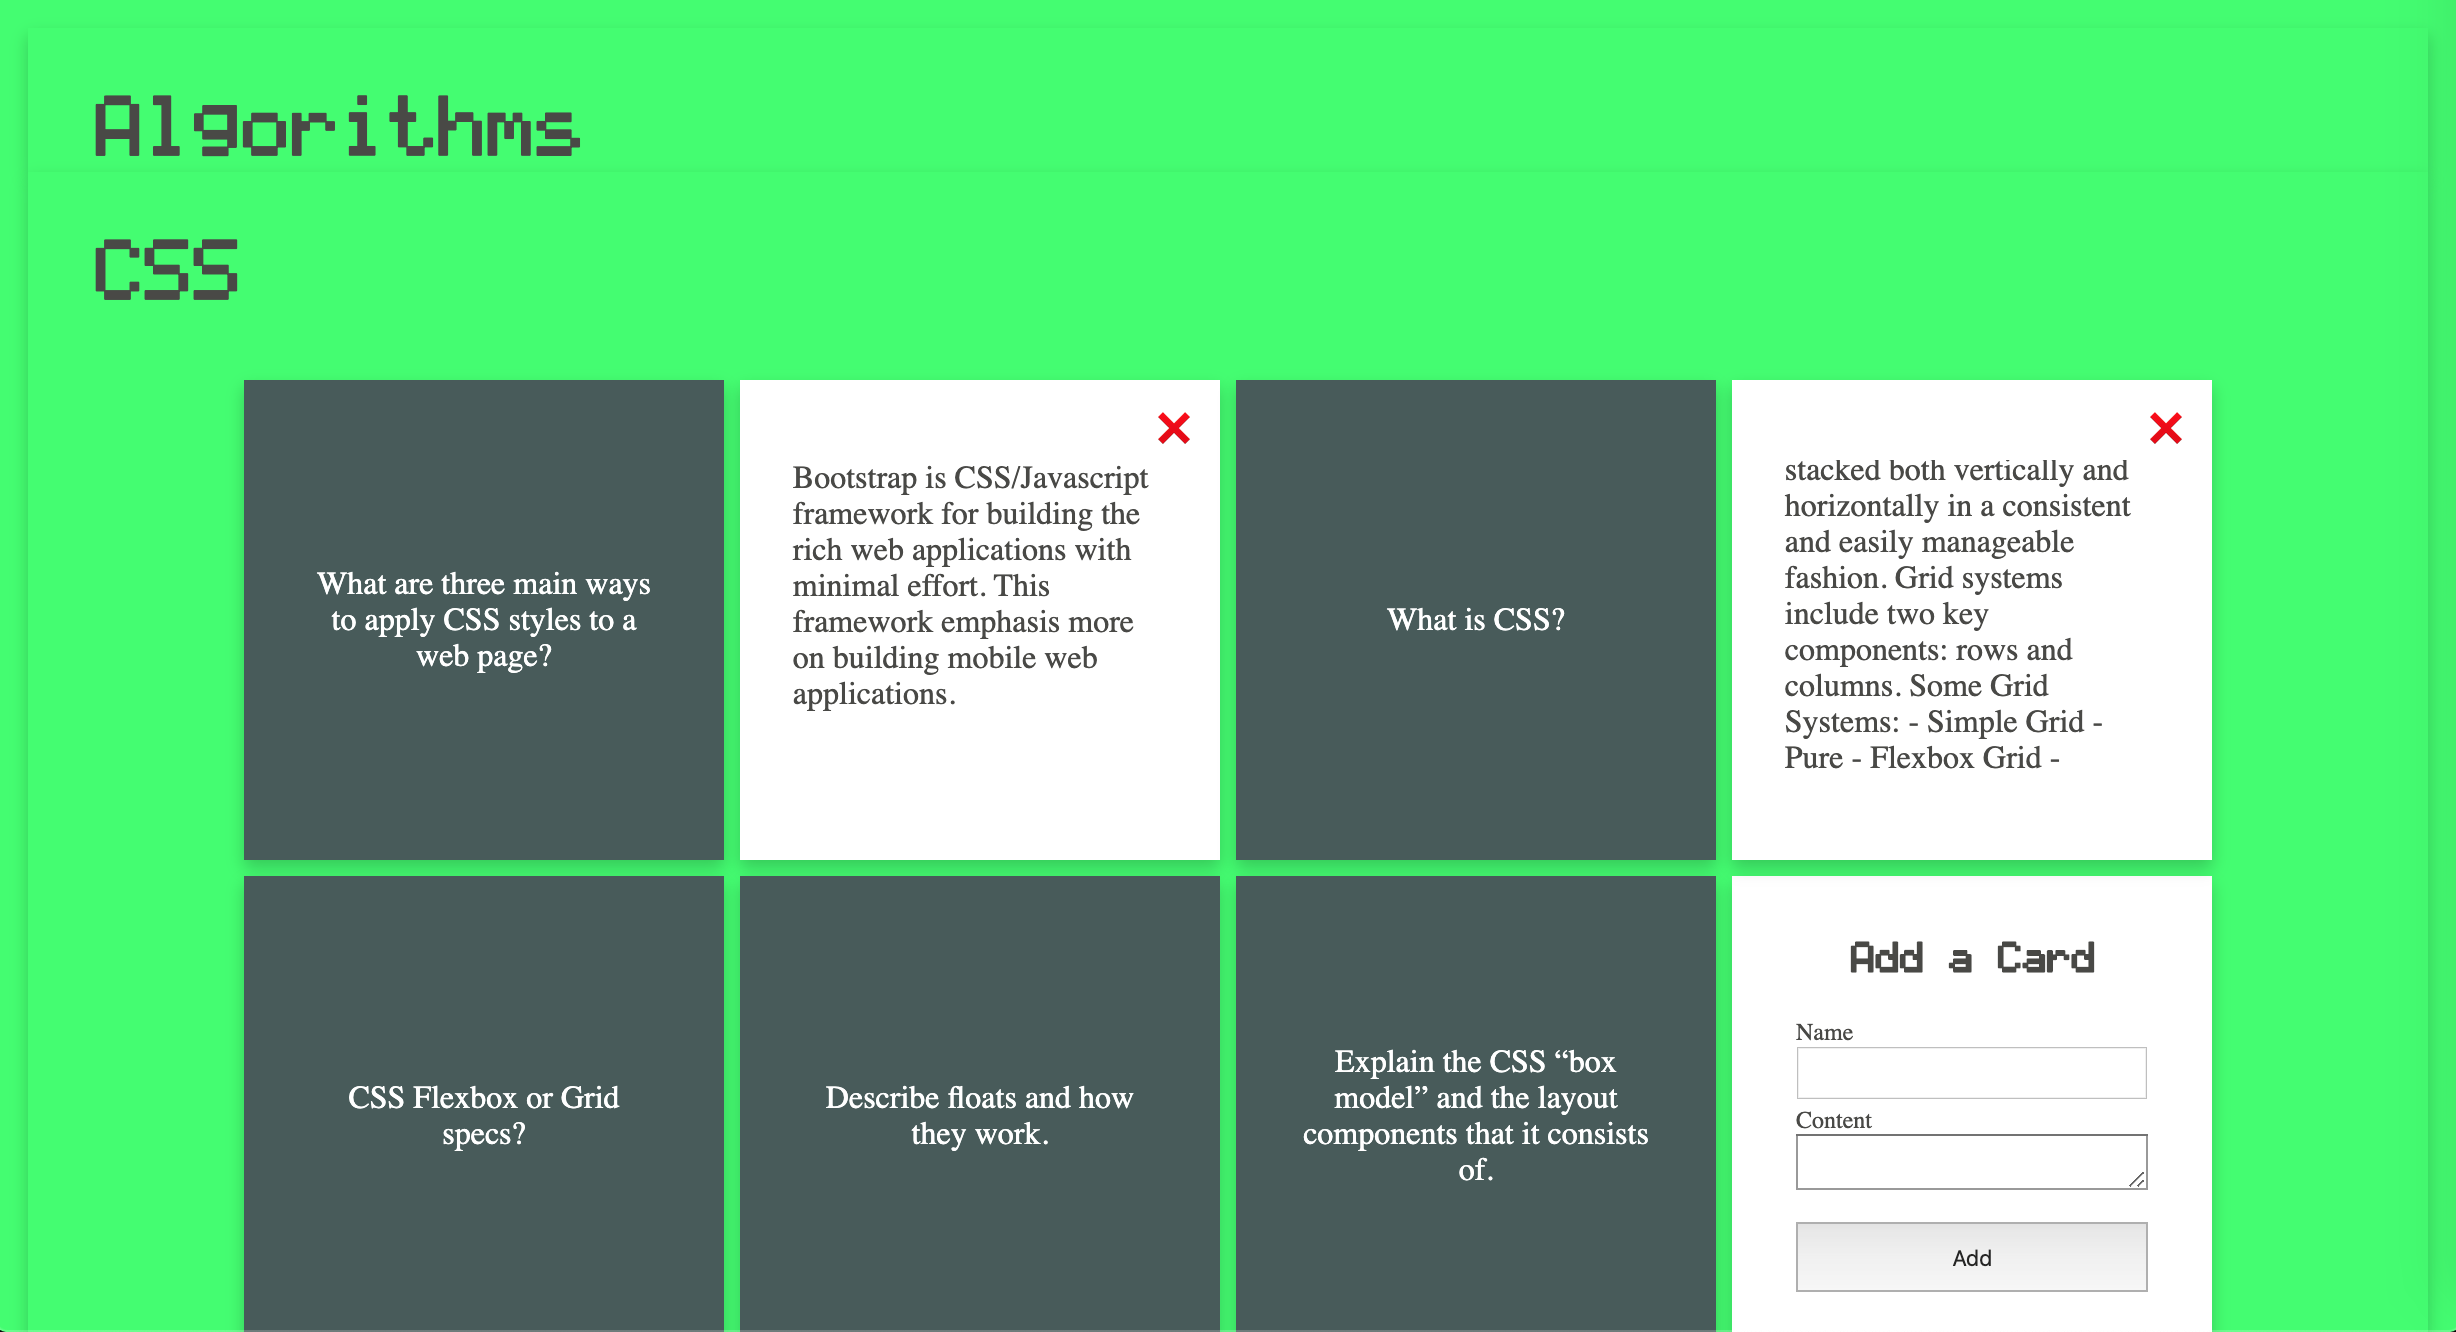 Algorithms
CSS
What are three main ways
to apply CSS styles to a
web page?
Bootstrap is CSS/Javascript
framework for building the
rich web applications with
minimal effort. This
framework emphasis more
on building mobile web
applications.
What is CSS?
stacked both vertically and
horizontally in a consistent
and easily manageable
fashion. Grid systems
include two key
components: rows and
columns. Some Grid
Systems: - Simple Grid -
Pure - Flexbox Grid -
CSS Flexbox or Grid
specs?
Describe floats and how
they work.
Explain the CSS “box
model” and the layout
components that it consists
of.
Add a Card
Name
Content
Add